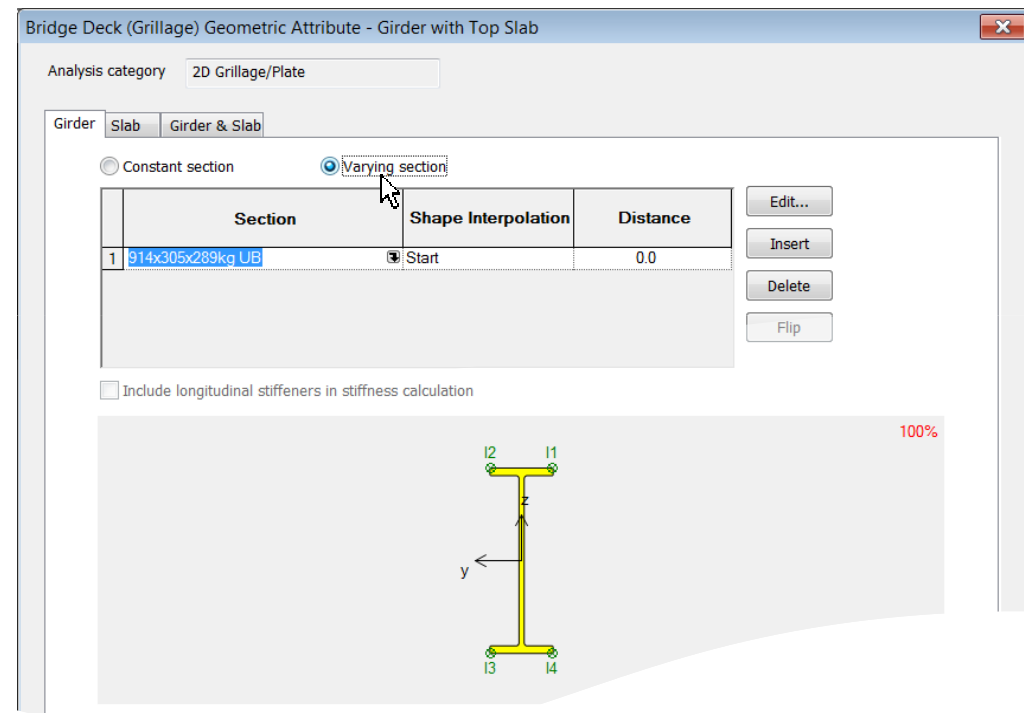 Bridge Deck (Grillage) Geometric Attribute - Girder with Top Slab
Analysis category 2D Grillage/Plate
Girder Slab Girder & Slab
Constant section Varying section
Section Shape Interpolation Distance
1 914x305x289kg UB Start 0.0
Edit...
Insert
Delete
Flip
Include longitudinal stiffeners in stiffness calculation
100%
I2 I1
z
y
I3 I4